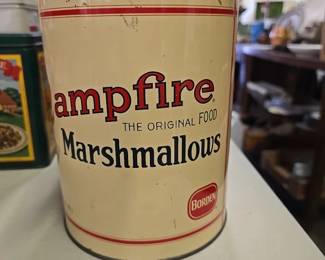 ampfire
THE ORIGINAL FOOD
Marshmallows
BORDEN